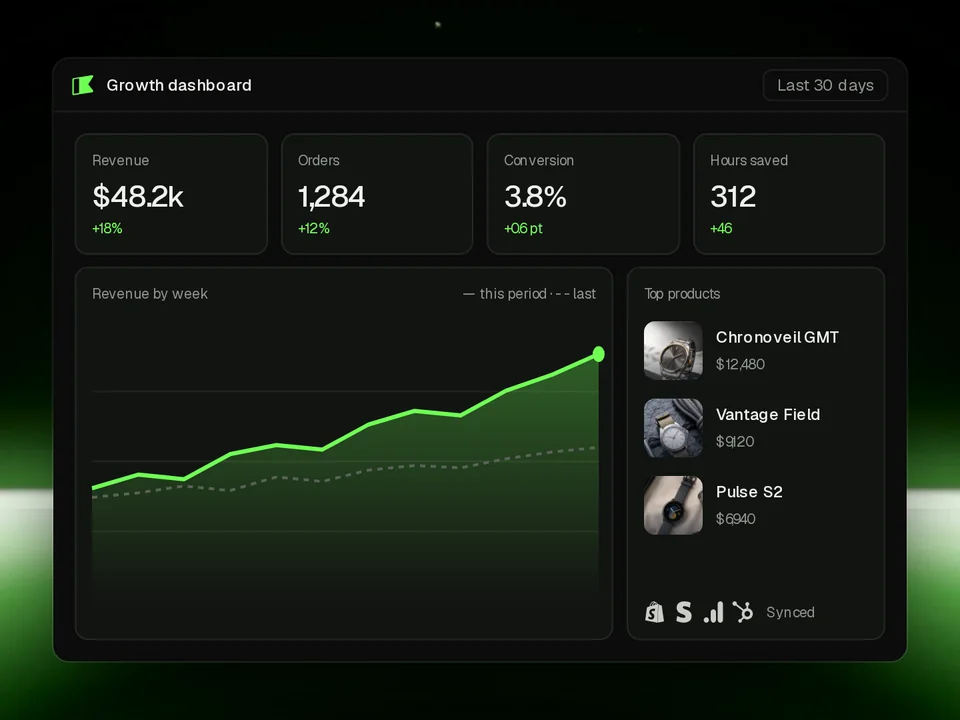 Growth dashboard
Last 30 days
Revenue
$48.2k
+18%
Orders
1,284
+12%
Conversion
3.8%
+0.6 pt
Hours saved
312
+46
Revenue by week
— this period · - - last
Top products
Chronoveil GMT
$12,480
Vantage Field
$9,120
Pulse S2
$6,940
Synced